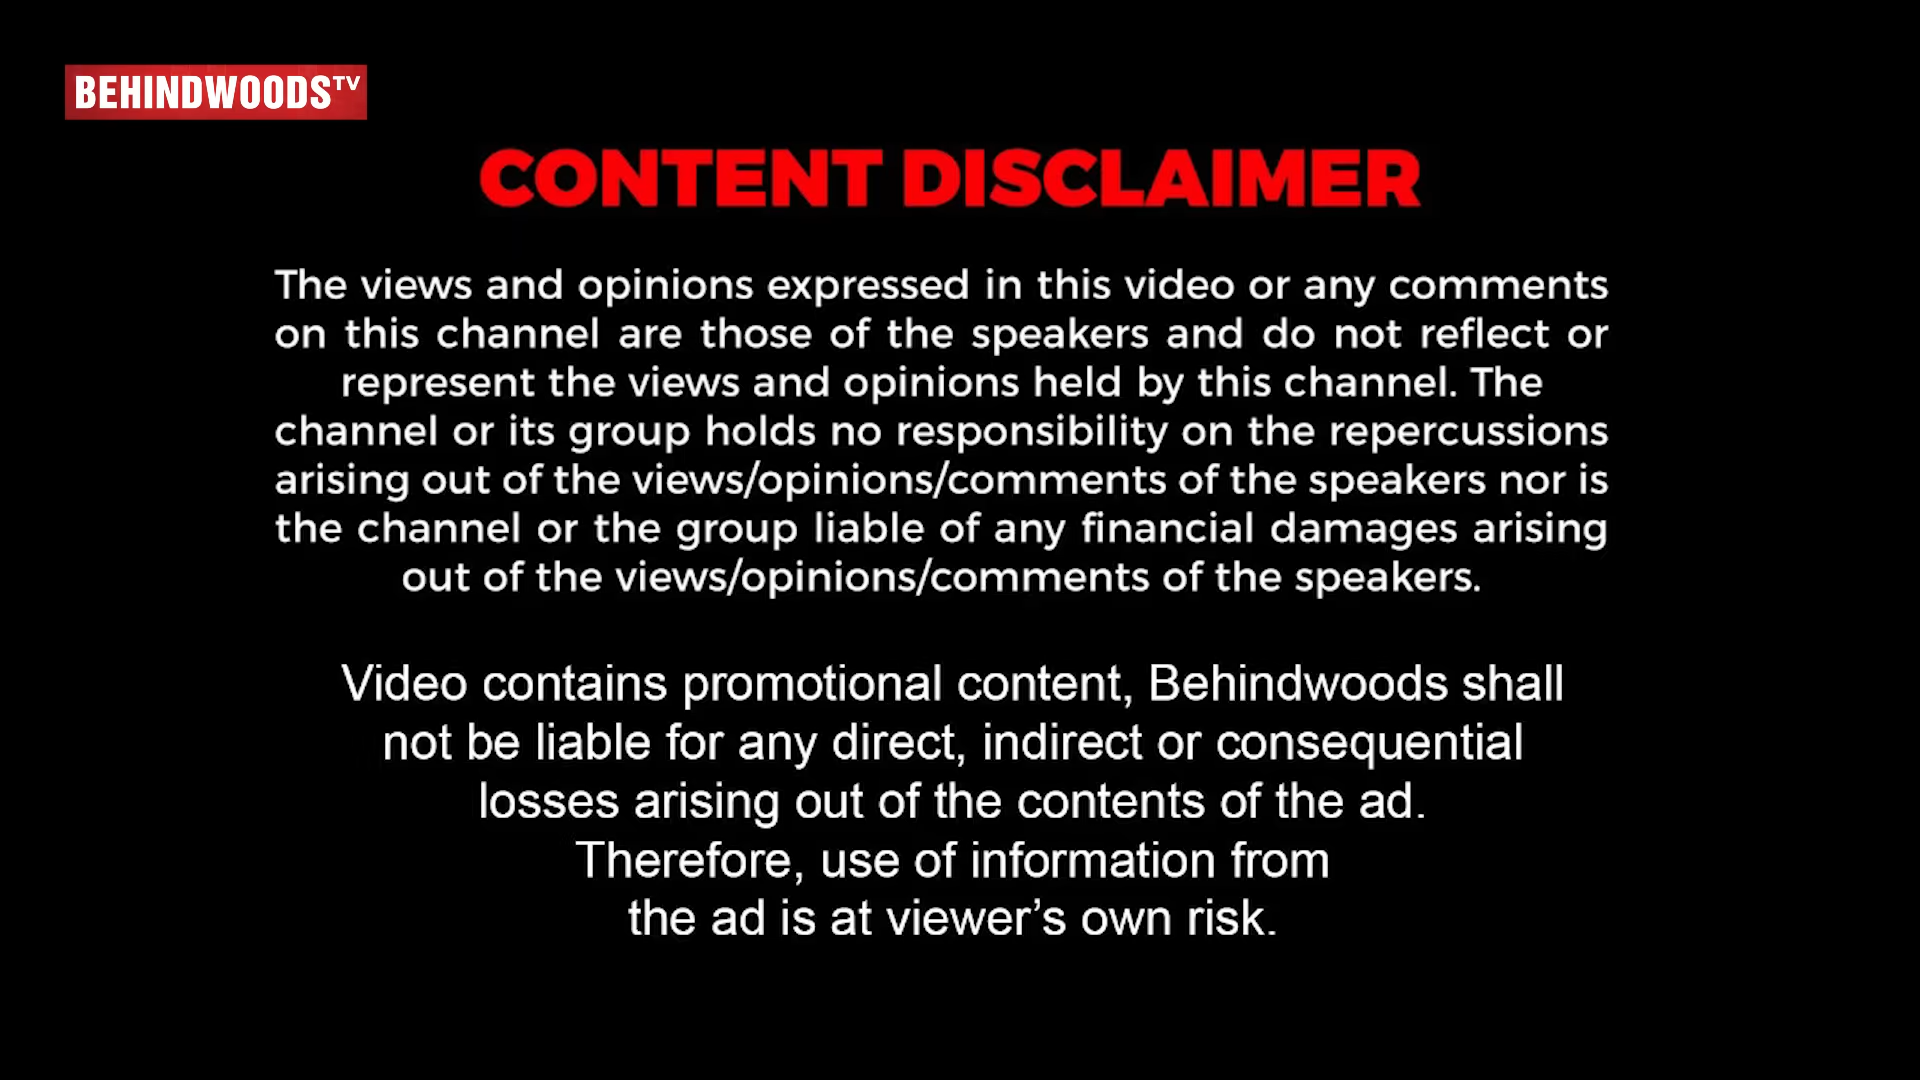 BEHINDWOODS TV
CONTENT DISCLAIMER
The views and opinions expressed in this video or any comments
on this channel are those of the speakers and do not reflect or
represent the views and opinions held by this channel. The
channel or its group holds no responsibility on the repercussions
arising out of the views/opinions/comments of the speakers nor is
the channel or the group liable of any financial damages arising
out of the views/opinions/comments of the speakers.
Video contains promotional content, Behindwoods shall
not be liable for any direct, indirect or consequential
losses arising out of the contents of the ad.
Therefore, use of information from
the ad is at viewer’s own risk.